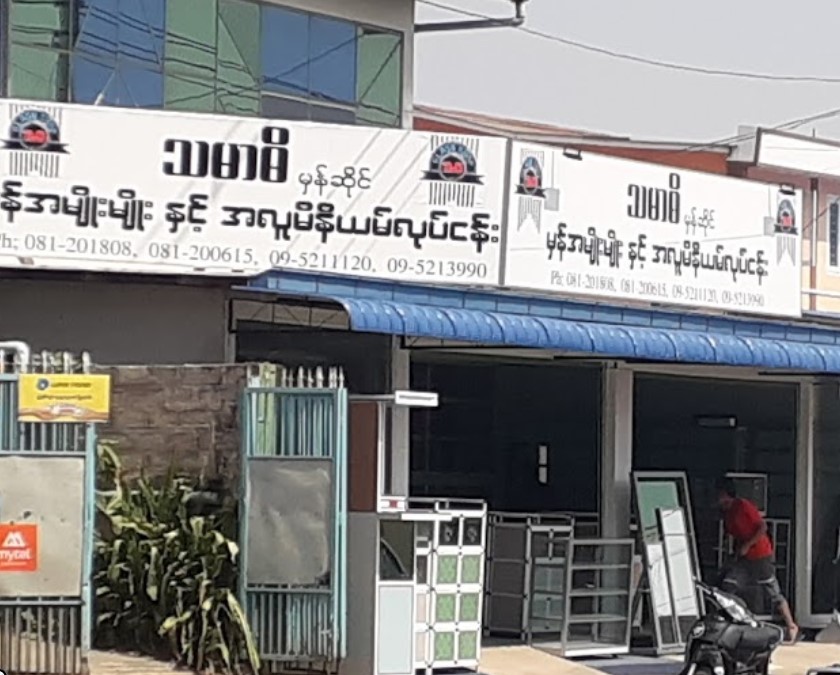 သမာဓိ မှန်ဆိုင်
န်အမျိုးမျိုး နှင့် အလူမိနီယမ်လုပ်ငန်း
Ph; 081-201808, 081-200615, 09-5211120, 09-5213990
သမာဓိ မှန်ဆိုင်
မှန်အမျိုးမျိုး နှင့် အလူမိနီယမ်လုပ်ငန်း
Ph; 081-201808, 081-200615, 09-5211120, 09-5213990
mytel